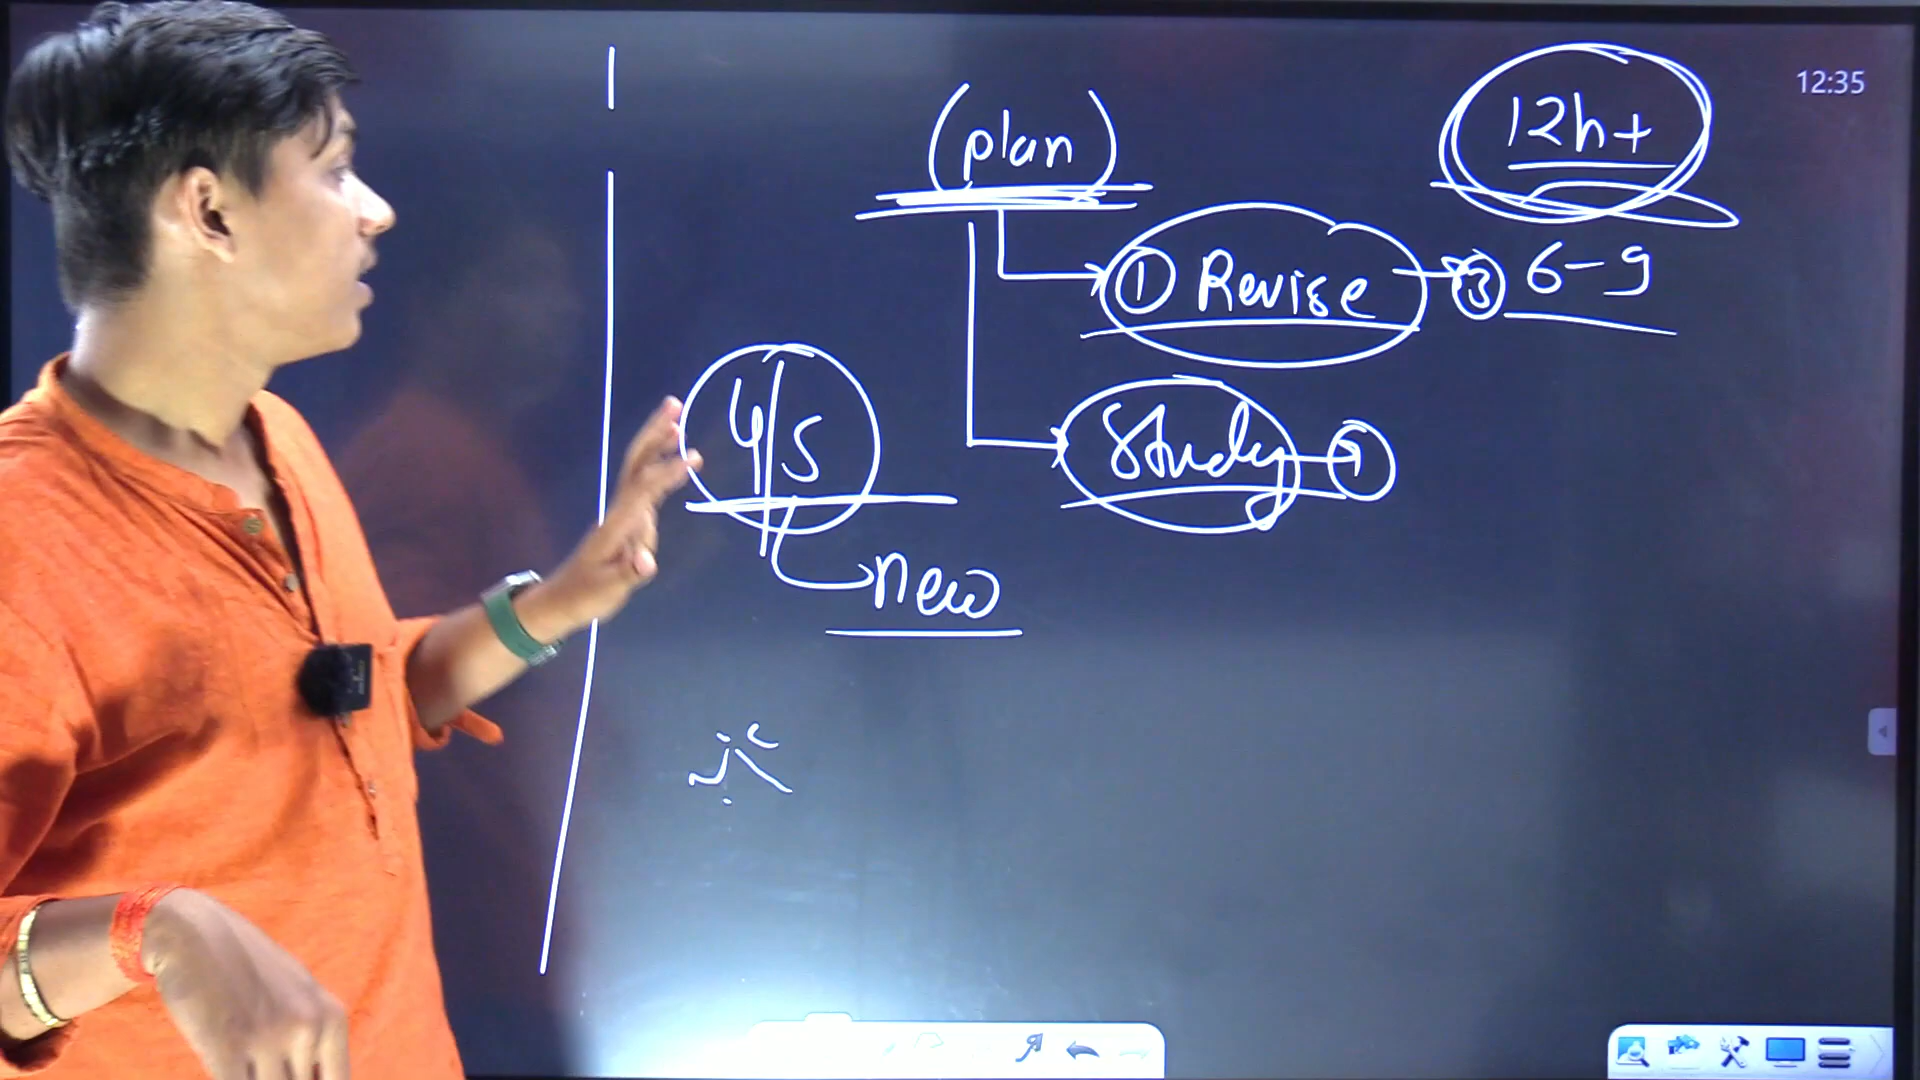 12:35
(plan)
12h+
① Revise → ③ 6-9
4|5
Study
new